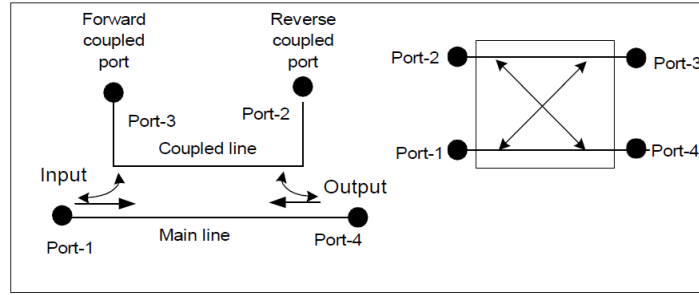 Forward
coupled
port
Reverse
coupled
port
Port-3
Port-2
Coupled line
Input
Output
Port-1
Main line
Port-4
Port-2
Port-3
Port-1
Port-4